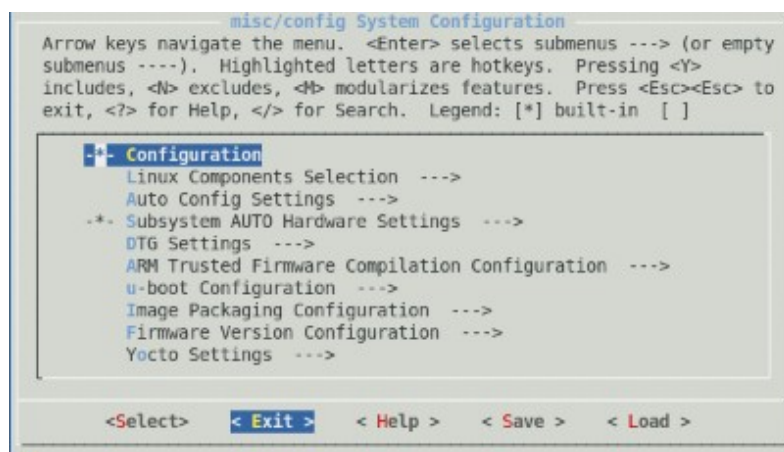 misc/config System Configuration
Arrow keys navigate the menu.  <Enter> selects submenus ---> (or empty
submenus ----).  Highlighted letters are hotkeys.  Pressing <Y>
includes, <N> excludes, <M> modularizes features.  Press <Esc><Esc> to
exit, <?> for Help, </> for Search.  Legend: [*] built-in  [ ]
-*- Configuration
Linux Components Selection  --->
Auto Config Settings  --->
-*- Subsystem AUTO Hardware Settings  --->
DTG Settings  --->
ARM Trusted Firmware Compilation Configuration  --->
u-boot Configuration  --->
Image Packaging Configuration  --->
Firmware Version Configuration  --->
Yocto Settings  --->
<Select>    < Exit >    < Help >    < Save >    < Load >